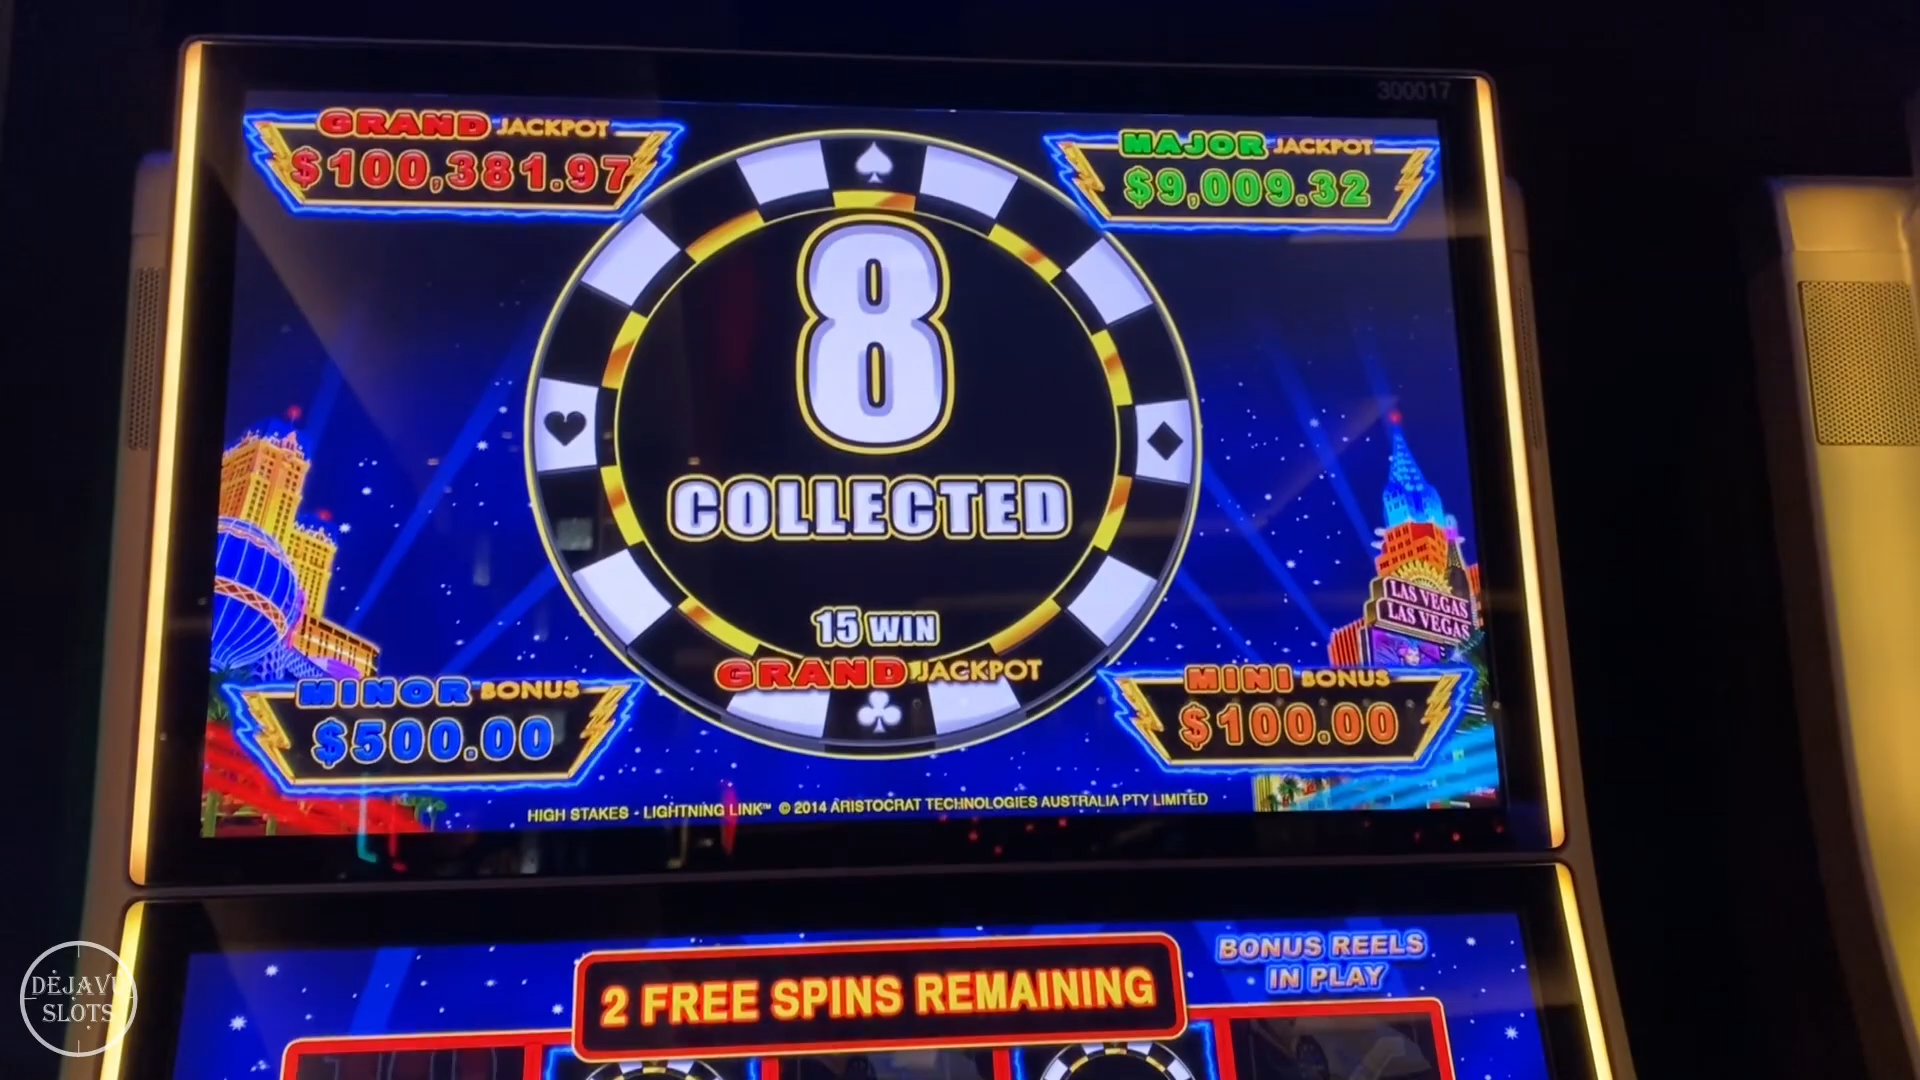 300017
GRAND JACKPOT
$100,381.97
MAJOR JACKPOT
$9,009.32
8
COLLECTED
15 WIN
GRAND JACKPOT
LAS VEGAS
LAS VEGAS
MINOR BONUS
$500.00
MINI BONUS
$100.00
HIGH STAKES - LIGHTNING LINK™ © 2014 ARISTOCRAT TECHNOLOGIES AUSTRALIA PTY LIMITED
2 FREE SPINS REMAINING
BONUS REELS
IN PLAY
DÉJAVU
SLOTS